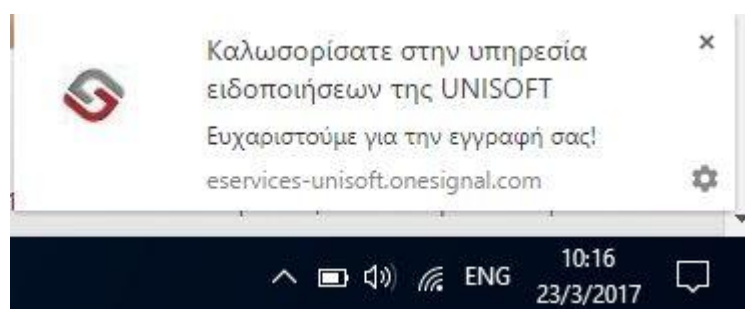 Καλωσορίσατε στην υπηρεσία
ειδοποιήσεων της UNISOFT
Ευχαριστούμε για την εγγραφή σας!
eservices-unisoft.onesignal.com
ENG
10:16
23/3/2017